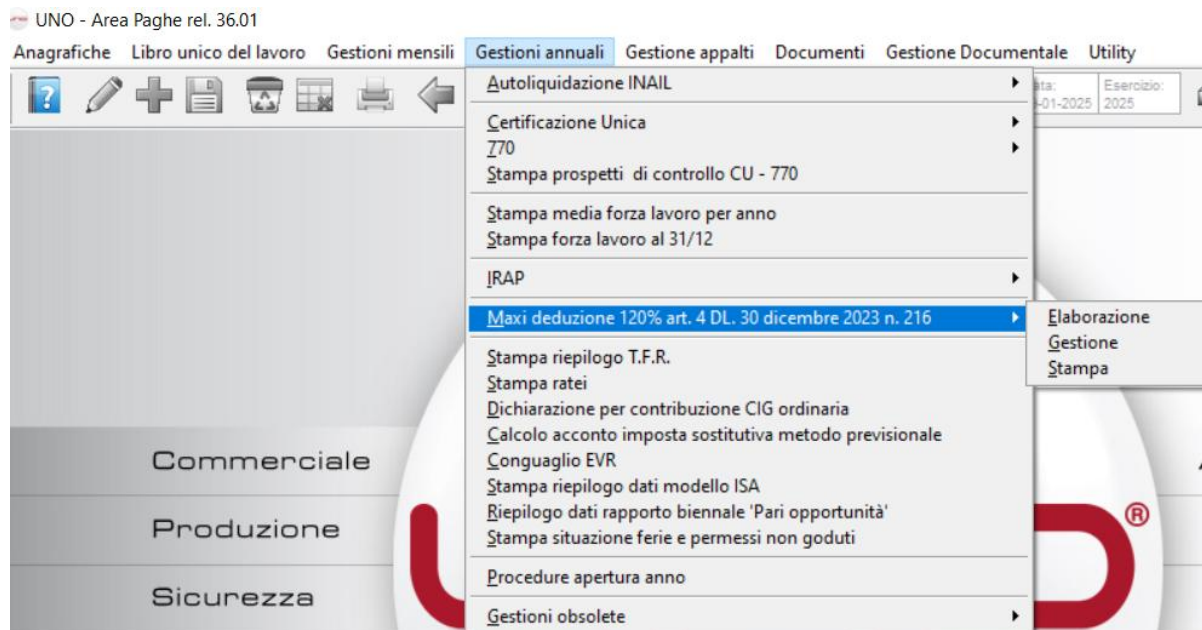 UNO - Area Paghe rel. 36.01
Anagrafiche Libro unico del lavoro Gestioni mensili Gestioni annuali Gestione appalti Documenti Gestione Documentale Utility
Autoliquidazione INAIL
Esercizio:
-01-2025 2025
Certificazione Unica
770
Stampa prospetti di controllo CU - 770
Stampa media forza lavoro per anno
Stampa forza lavoro al 31/12
IRAP
Maxi deduzione 120% art. 4 DL. 30 dicembre 2023 n. 216
Elaborazione
Gestione
Stampa
Stampa riepilogo T.F.R.
Stampa ratei
Dichiarazione per contribuzione CIG ordinaria
Calcolo acconto imposta sostitutiva metodo previsionale
Conguaglio EVR
Stampa riepilogo dati modello ISA
Riepilogo dati rapporto biennale 'Pari opportunità'
Stampa situazione ferie e permessi non goduti
Procedure apertura anno
Gestioni obsolete
Commerciale
Produzione
Sicurezza
®